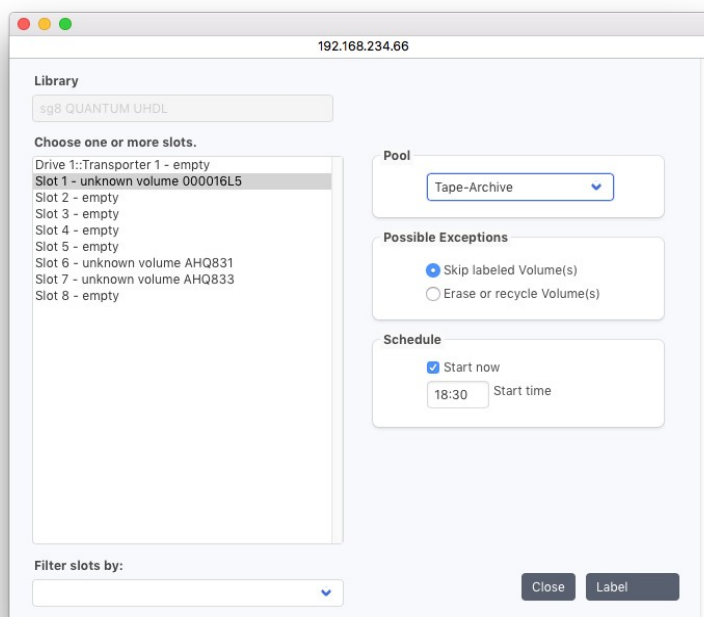 192.168.234.66
Library
sg8 QUANTUM UHDL
Choose one or more slots.
Drive 1::Transporter 1 - empty
Slot 1 - unknown volume 000016L5
Slot 2 - empty
Slot 3 - empty
Slot 4 - empty
Slot 5 - empty
Slot 6 - unknown volume AHQ831
Slot 7 - unknown volume AHQ833
Slot 8 - empty
Filter slots by:
Pool
Tape-Archive
Possible Exceptions
Skip labeled Volume(s)
Erase or recycle Volume(s)
Schedule
Start now
18:30 Start time
Close Label